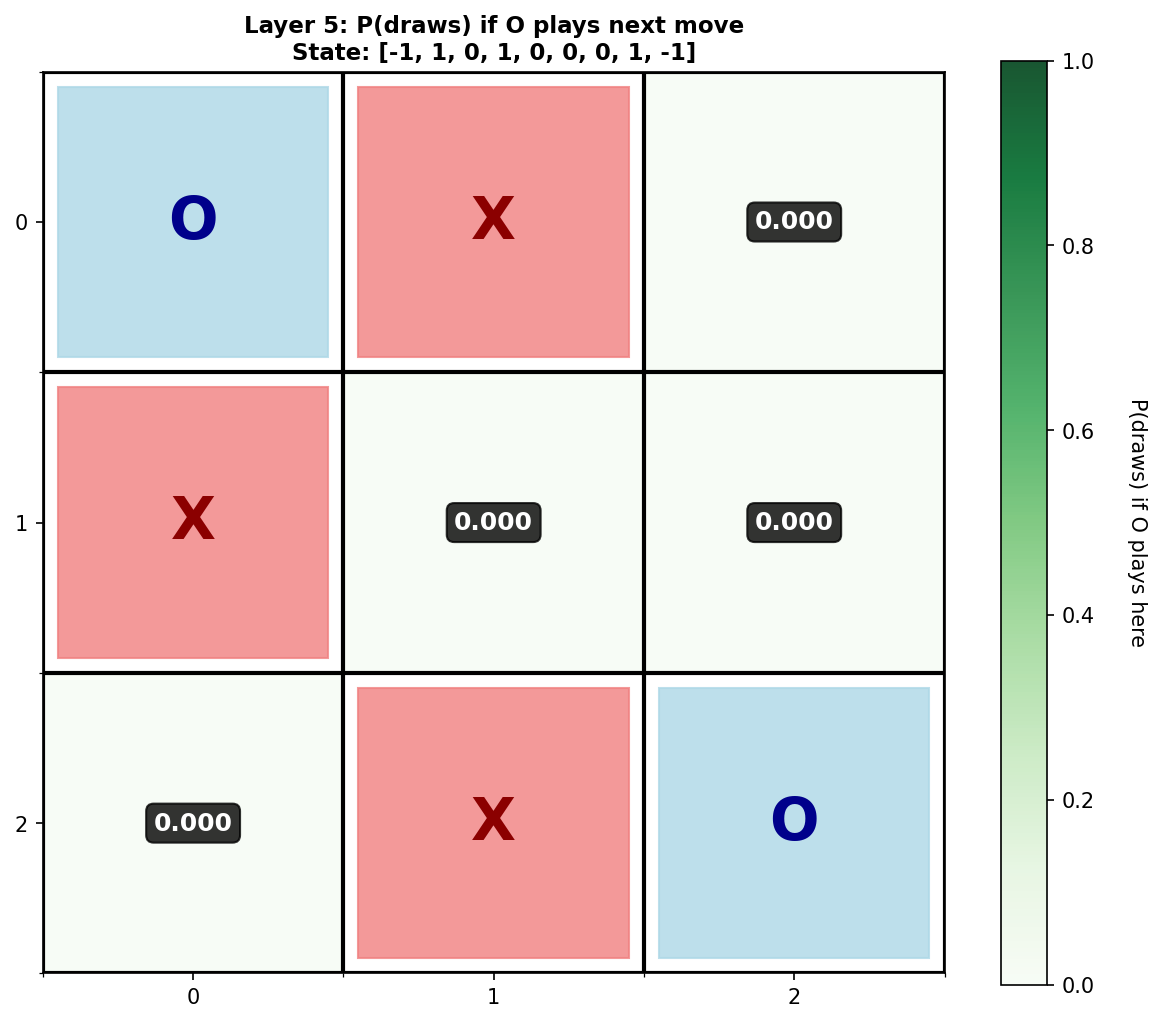 Layer 5: P(draws) if O plays next move
State: [-1, 1, 0, 1, 0, 0, 0, 1, -1]
0
O
X
0.000
1
X
0.000
0.000
2
0.000
X
O
0
1
2
1.0
0.8
0.6
0.4
0.2
0.0
P(draws) if O plays here